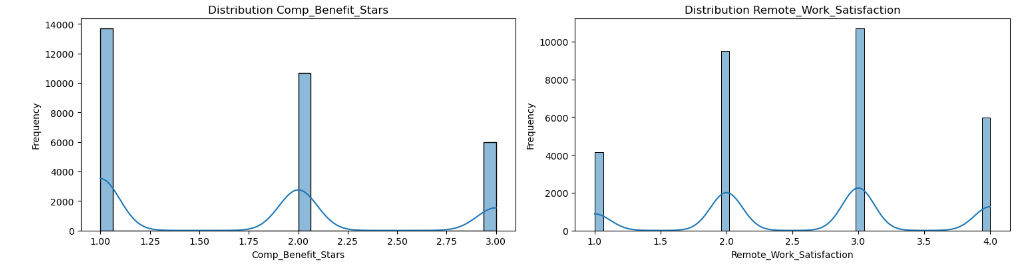 Distribution Comp_Benefit_Stars
14000
12000
10000
8000
6000
4000
2000
0
Frequency
1.00 1.25 1.50 1.75 2.00 2.25 2.50 2.75 3.00
Comp_Benefit_Stars
Distribution Remote_Work_Satisfaction
10000
8000
6000
4000
2000
0
Frequency
1.0 1.5 2.0 2.5 3.0 3.5 4.0
Remote_Work_Satisfaction